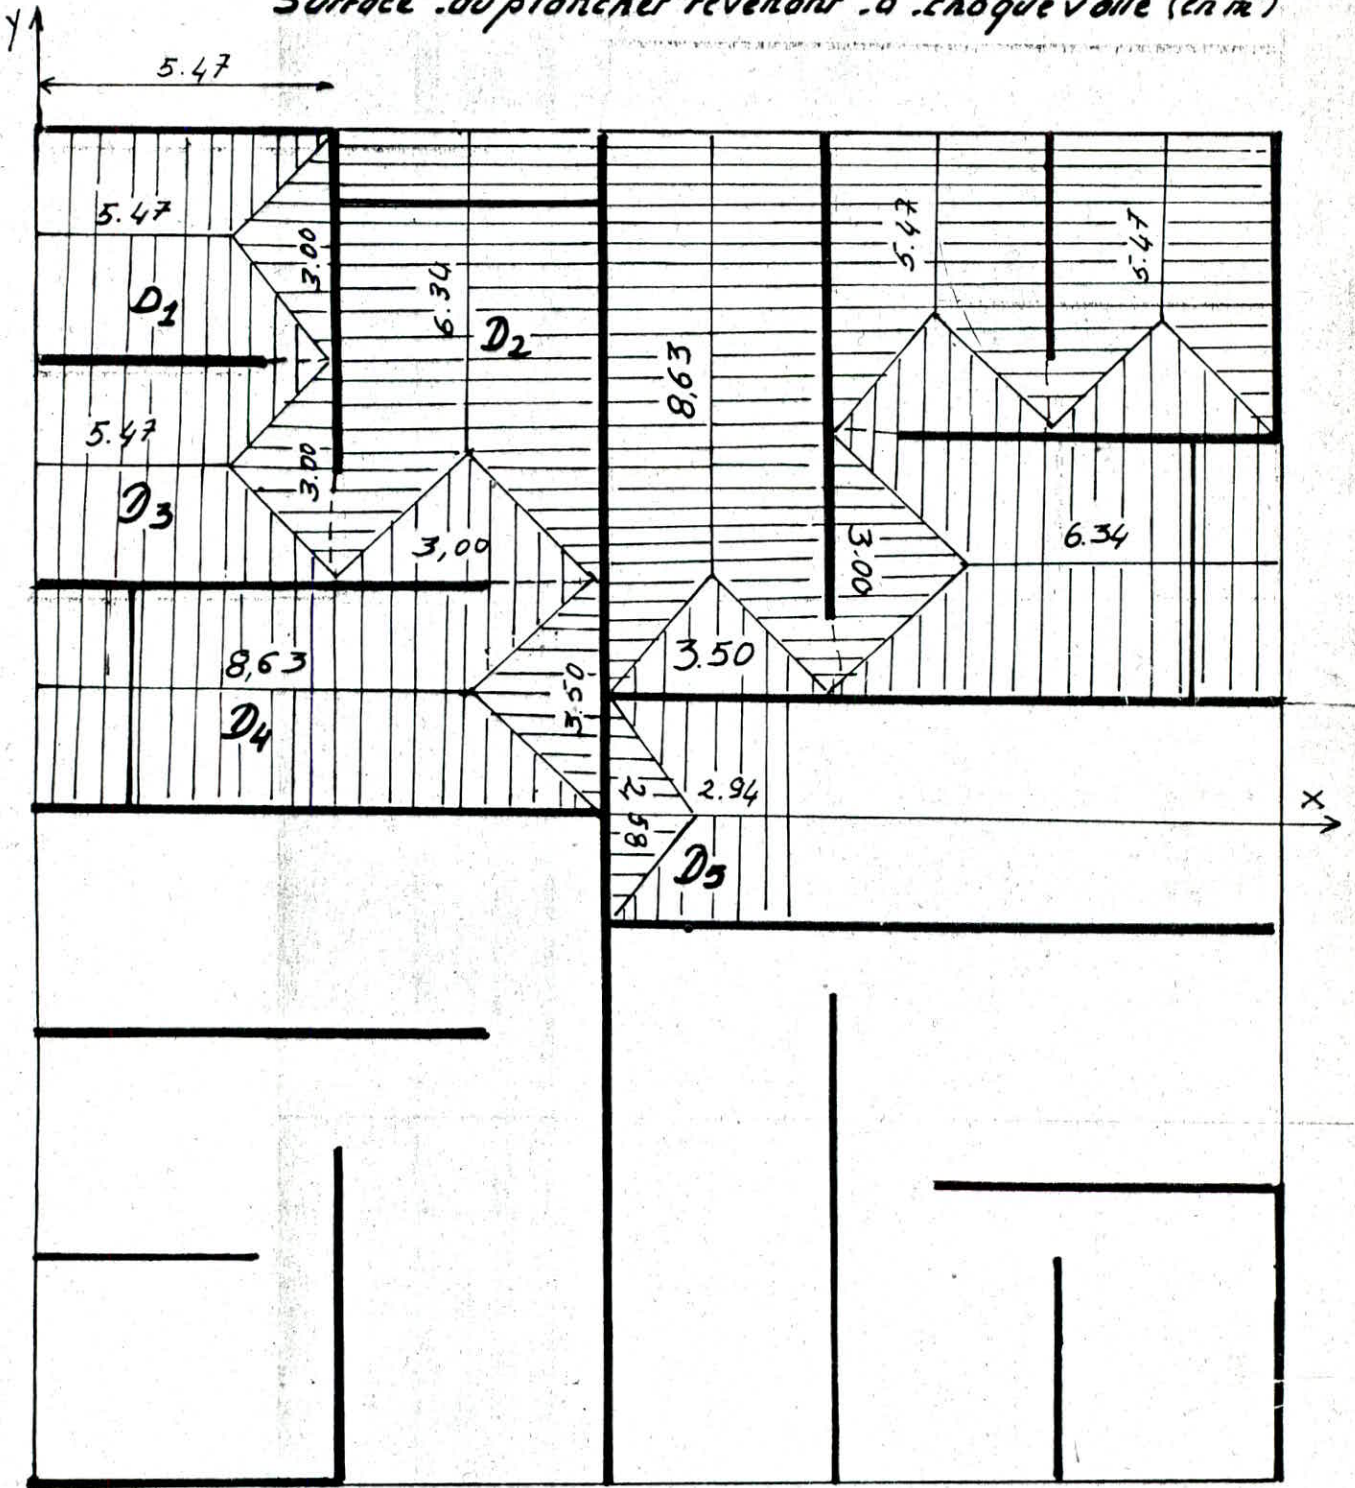 Surface du plancher revenant à chaque voile (en m²)
Y
5.47
5.47
3.00
D1
6.34
D2
8,63
5.47
5.47
5.47
3.00
D3
3,00
3.00
6.34
8,63
3.50
3.50
D4
2.58
2.94
X
D5